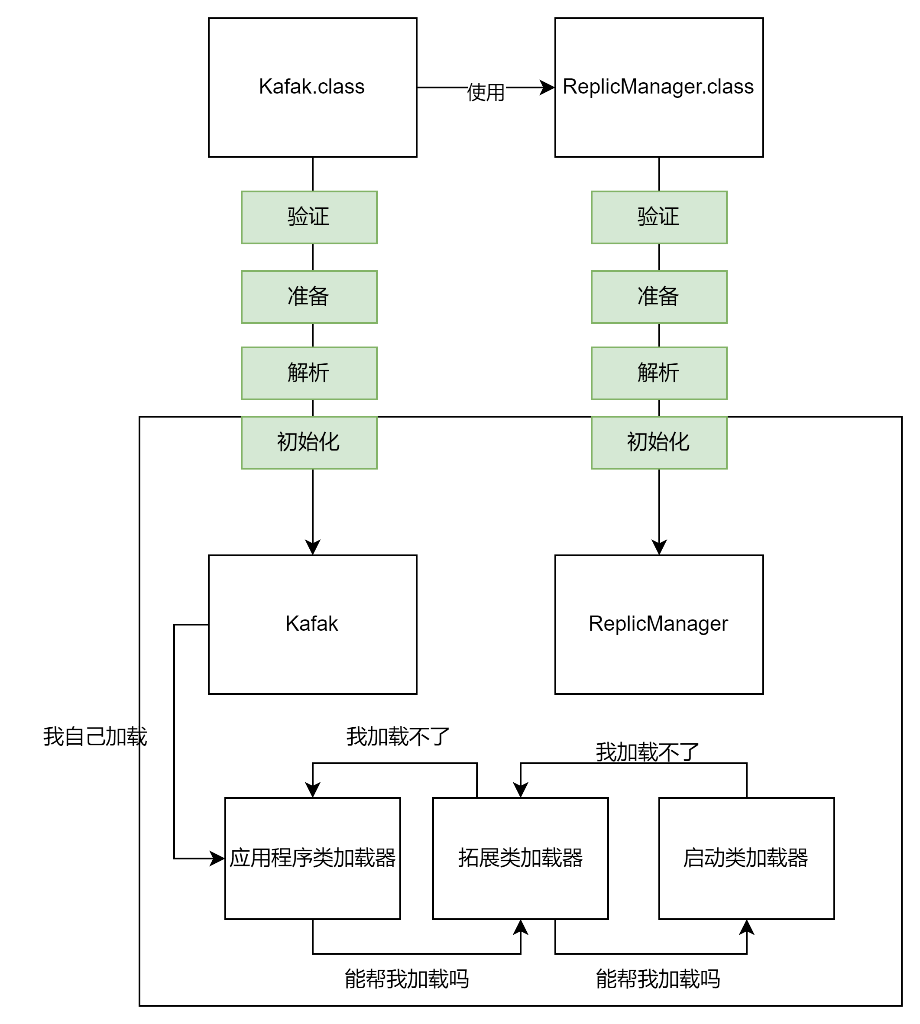 Kafak.class
使用
ReplicManager.class
验证
验证
准备
准备
解析
解析
初始化
初始化
Kafak
ReplicManager
我自己加载
我加载不了
我加载不了
应用程序类加载器
拓展类加载器
启动类加载器
能帮我加载吗
能帮我加载吗